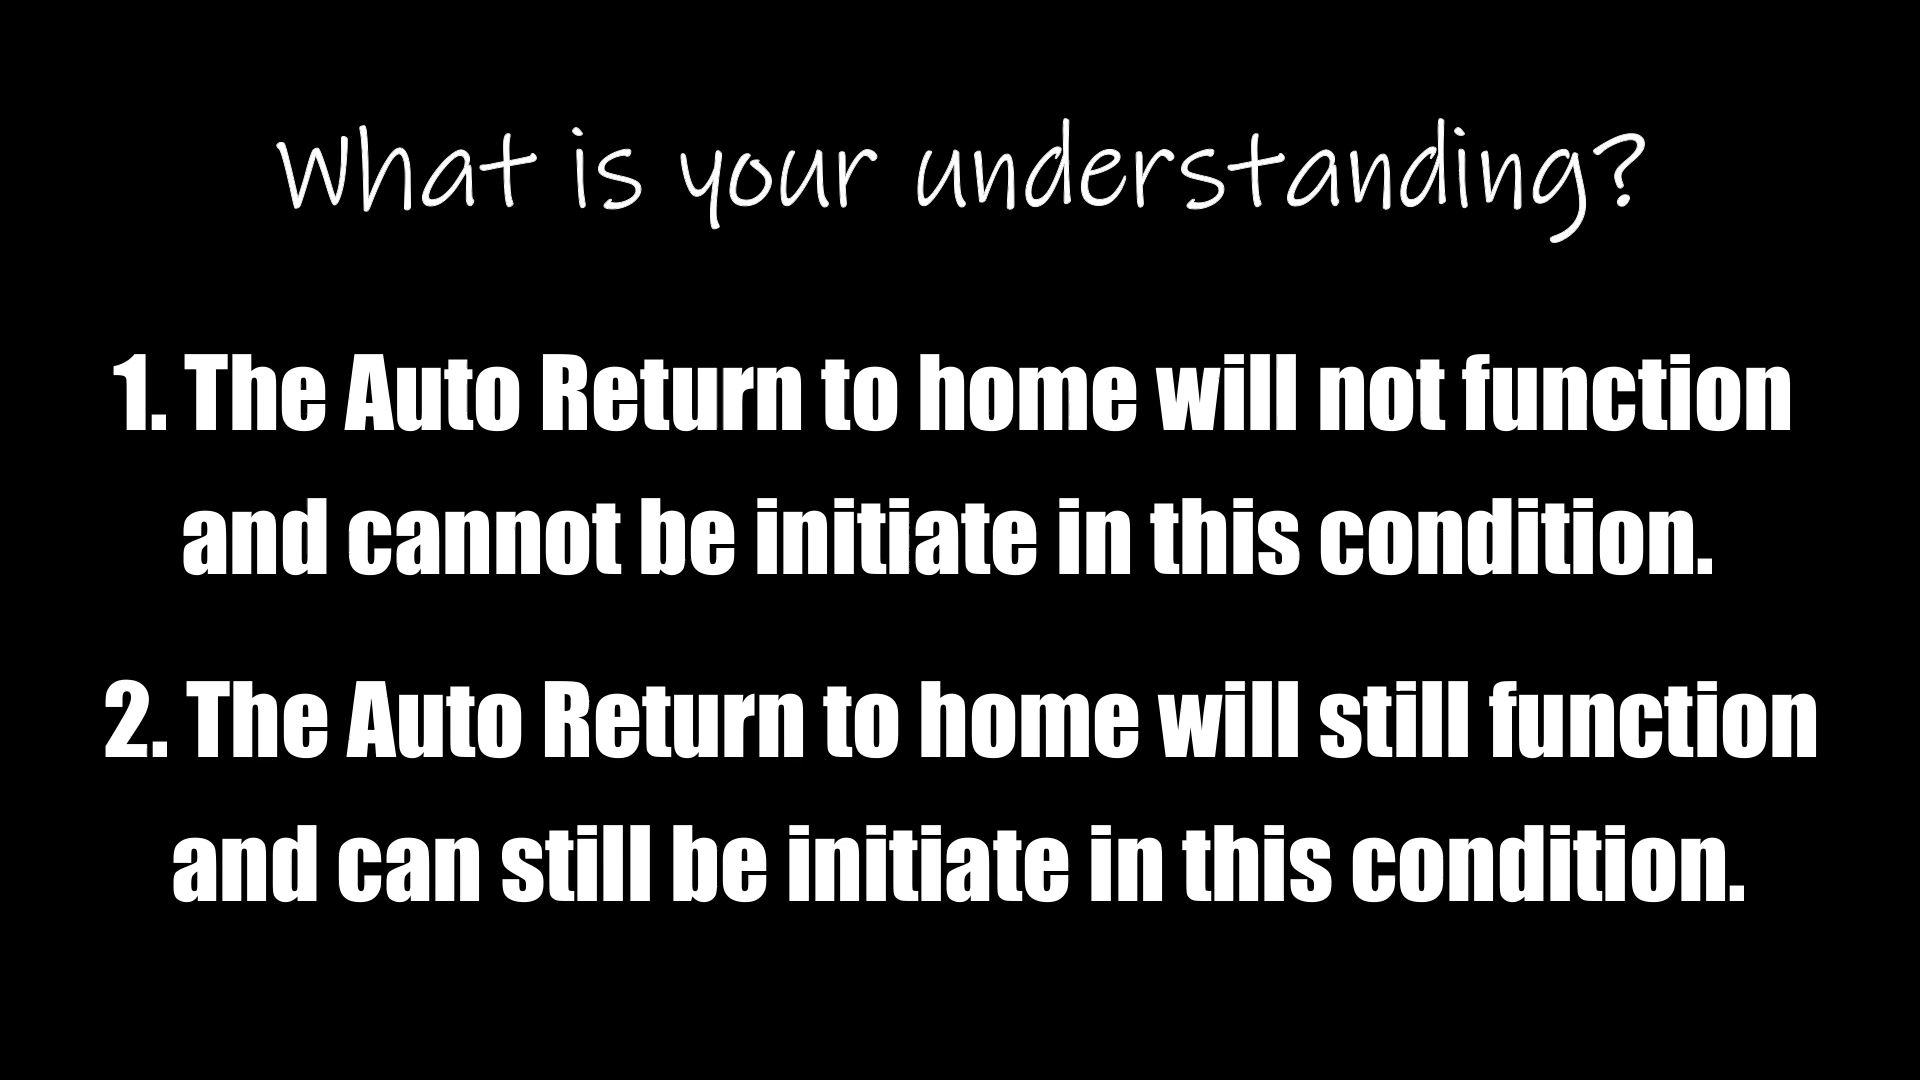 What is your understanding?
1. The Auto Return to home will not function
and cannot be initiate in this condition.
2. The Auto Return to home will still function
and can still be initiate in this condition.